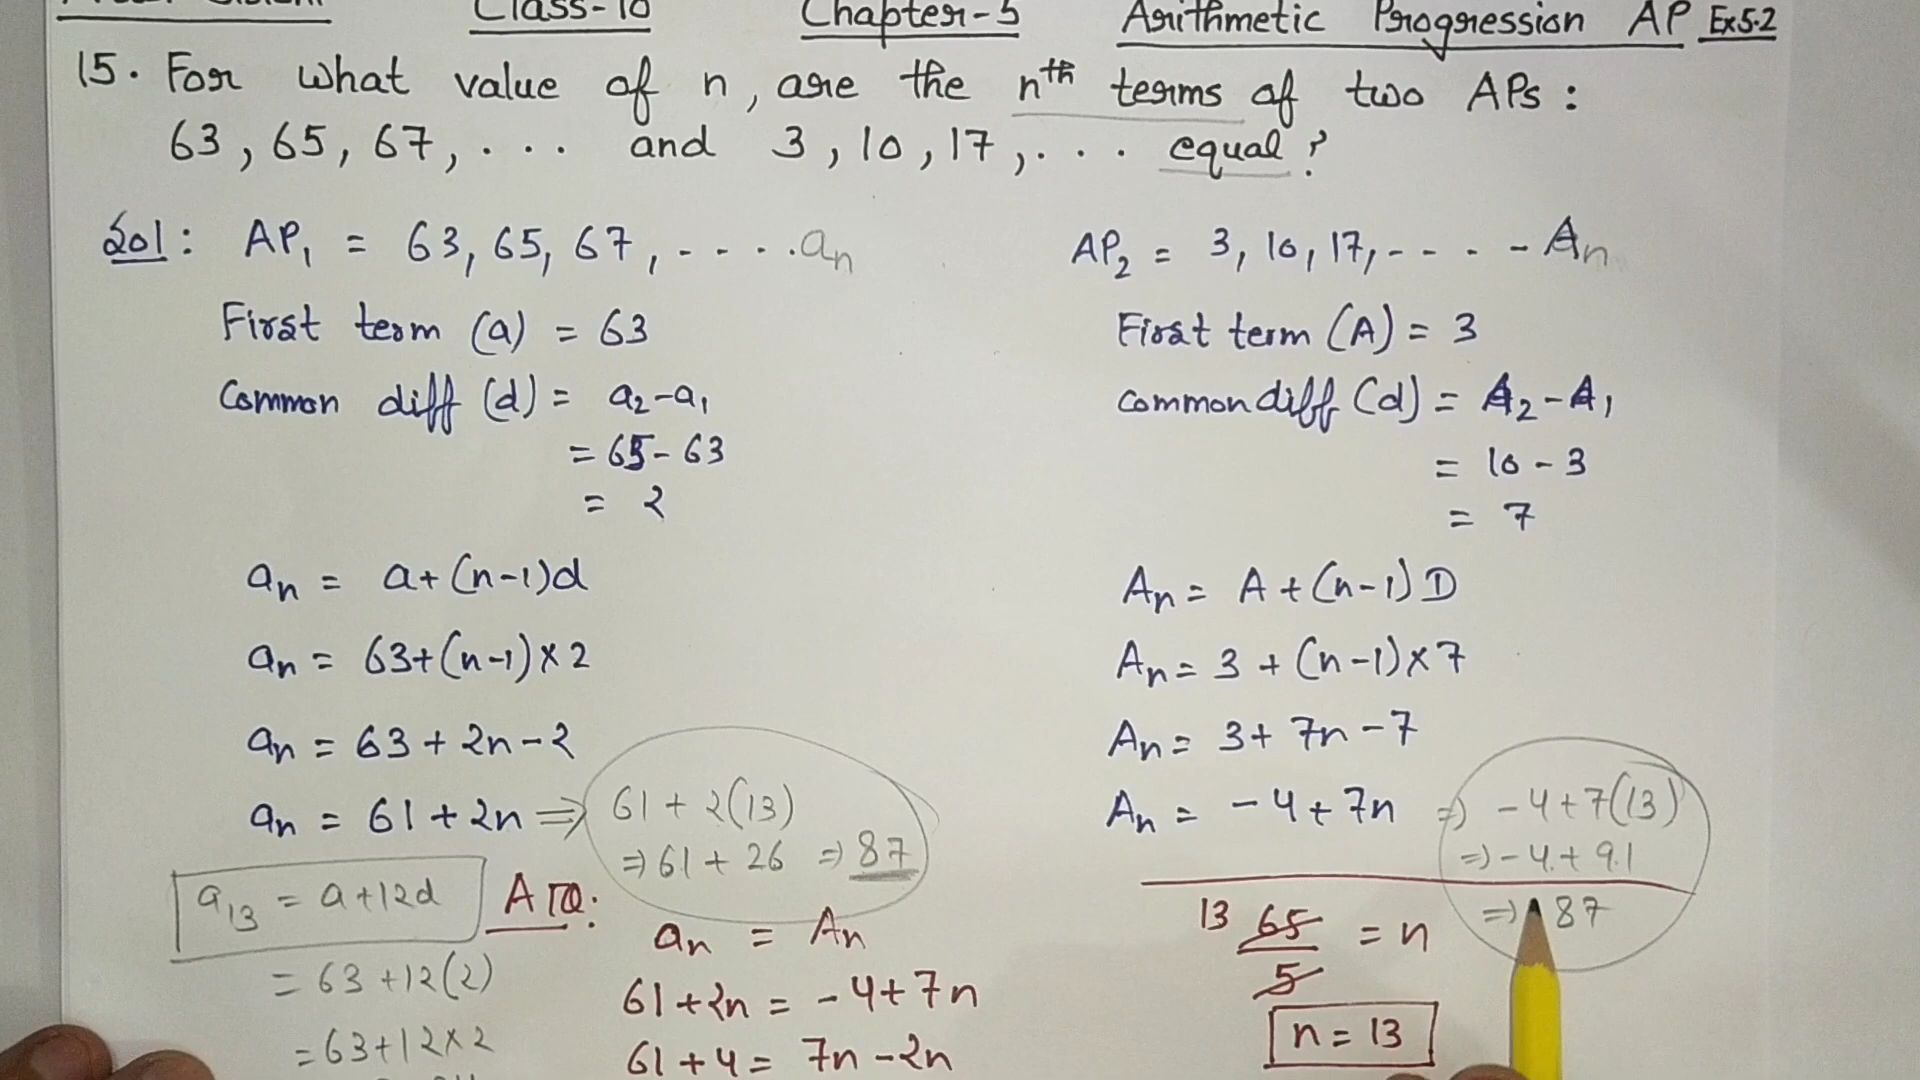 Class-10 Chapter-5 Arithmetic Progression AP Ex5.2
15. For what value of n, are the nth terms of two APs:
63, 65, 67, . . . and 3, 10, 17, . . . equal?
Sol: AP₁ = 63, 65, 67, - - - . an
First term (a) = 63
Common diff (d) = a₂-a₁
= 65-63
= 2
an = a+(n-1)d
an = 63+(n-1)×2
an = 63+2n-2
an = 61+2n ⇒ 61+2(13)
⇒ 61+26 ⇒ 87
AP₂ = 3, 10, 17, - - - - - An
First term (A) = 3
common diff (d) = A₂-A₁
= 10-3
= 7
An = A+(n-1)D
An = 3+(n-1)×7
An = 3+7n-7
An = -4+7n ⇒ -4+7(13)
⇒ -4+91
⇒ 87
a₁₃ = a+12d
= 63+12(2)
= 63+12×2
ATQ:
an = An
61+2n = -4+7n
61+4 = 7n-2n
13 65/5 = n
n = 13